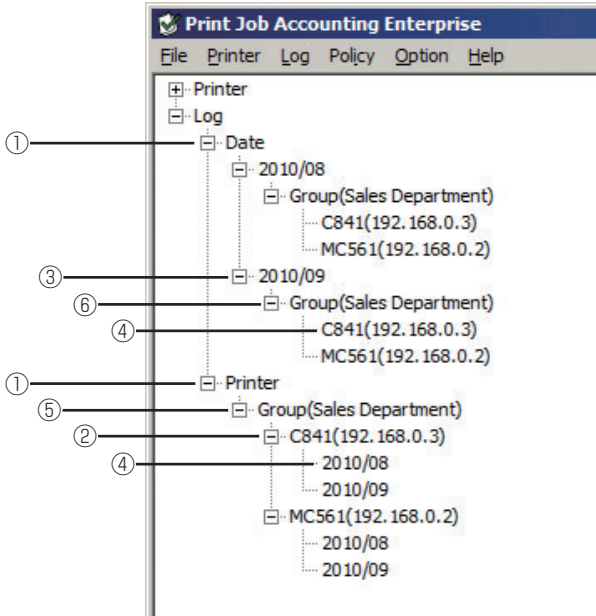 Print Job Accounting Enterprise
File Printer Log Policy Option Help
Printer
Log
① Date
2010/08
Group(Sales Department)
C841(192.168.0.3)
MC561(192.168.0.2)
③ 2010/09
⑥ Group(Sales Department)
④ C841(192.168.0.3)
MC561(192.168.0.2)
① Printer
⑤ Group(Sales Department)
② C841(192.168.0.3)
④ 2010/08
2010/09
MC561(192.168.0.2)
2010/08
2010/09